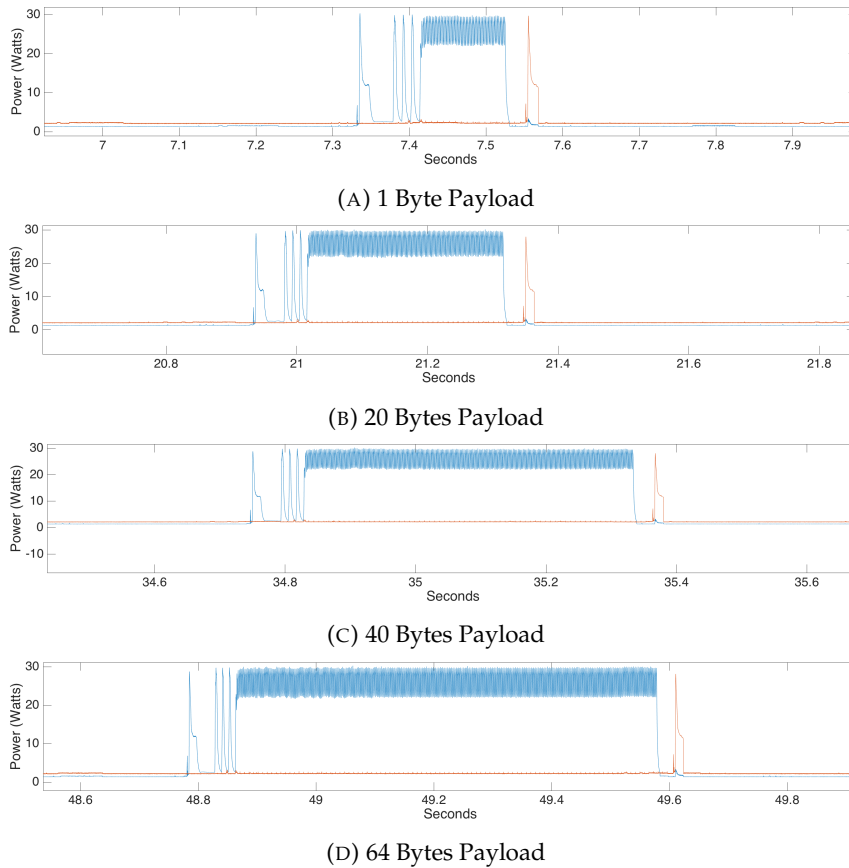 30
20
10
0
Power (Watts)
7 7.1 7.2 7.3 7.4 7.5 7.6 7.7 7.8 7.9
Seconds
(A) 1 Byte Payload
30
20
10
0
Power (Watts)
20.8 21 21.2 21.4 21.6 21.8
Seconds
(B) 20 Bytes Payload
30
20
10
0
-10
Power (Watts)
34.6 34.8 35 35.2 35.4 35.6
Seconds
(C) 40 Bytes Payload
30
20
10
0
Power (Watts)
48.6 48.8 49 49.2 49.4 49.6 49.8
Seconds
(D) 64 Bytes Payload